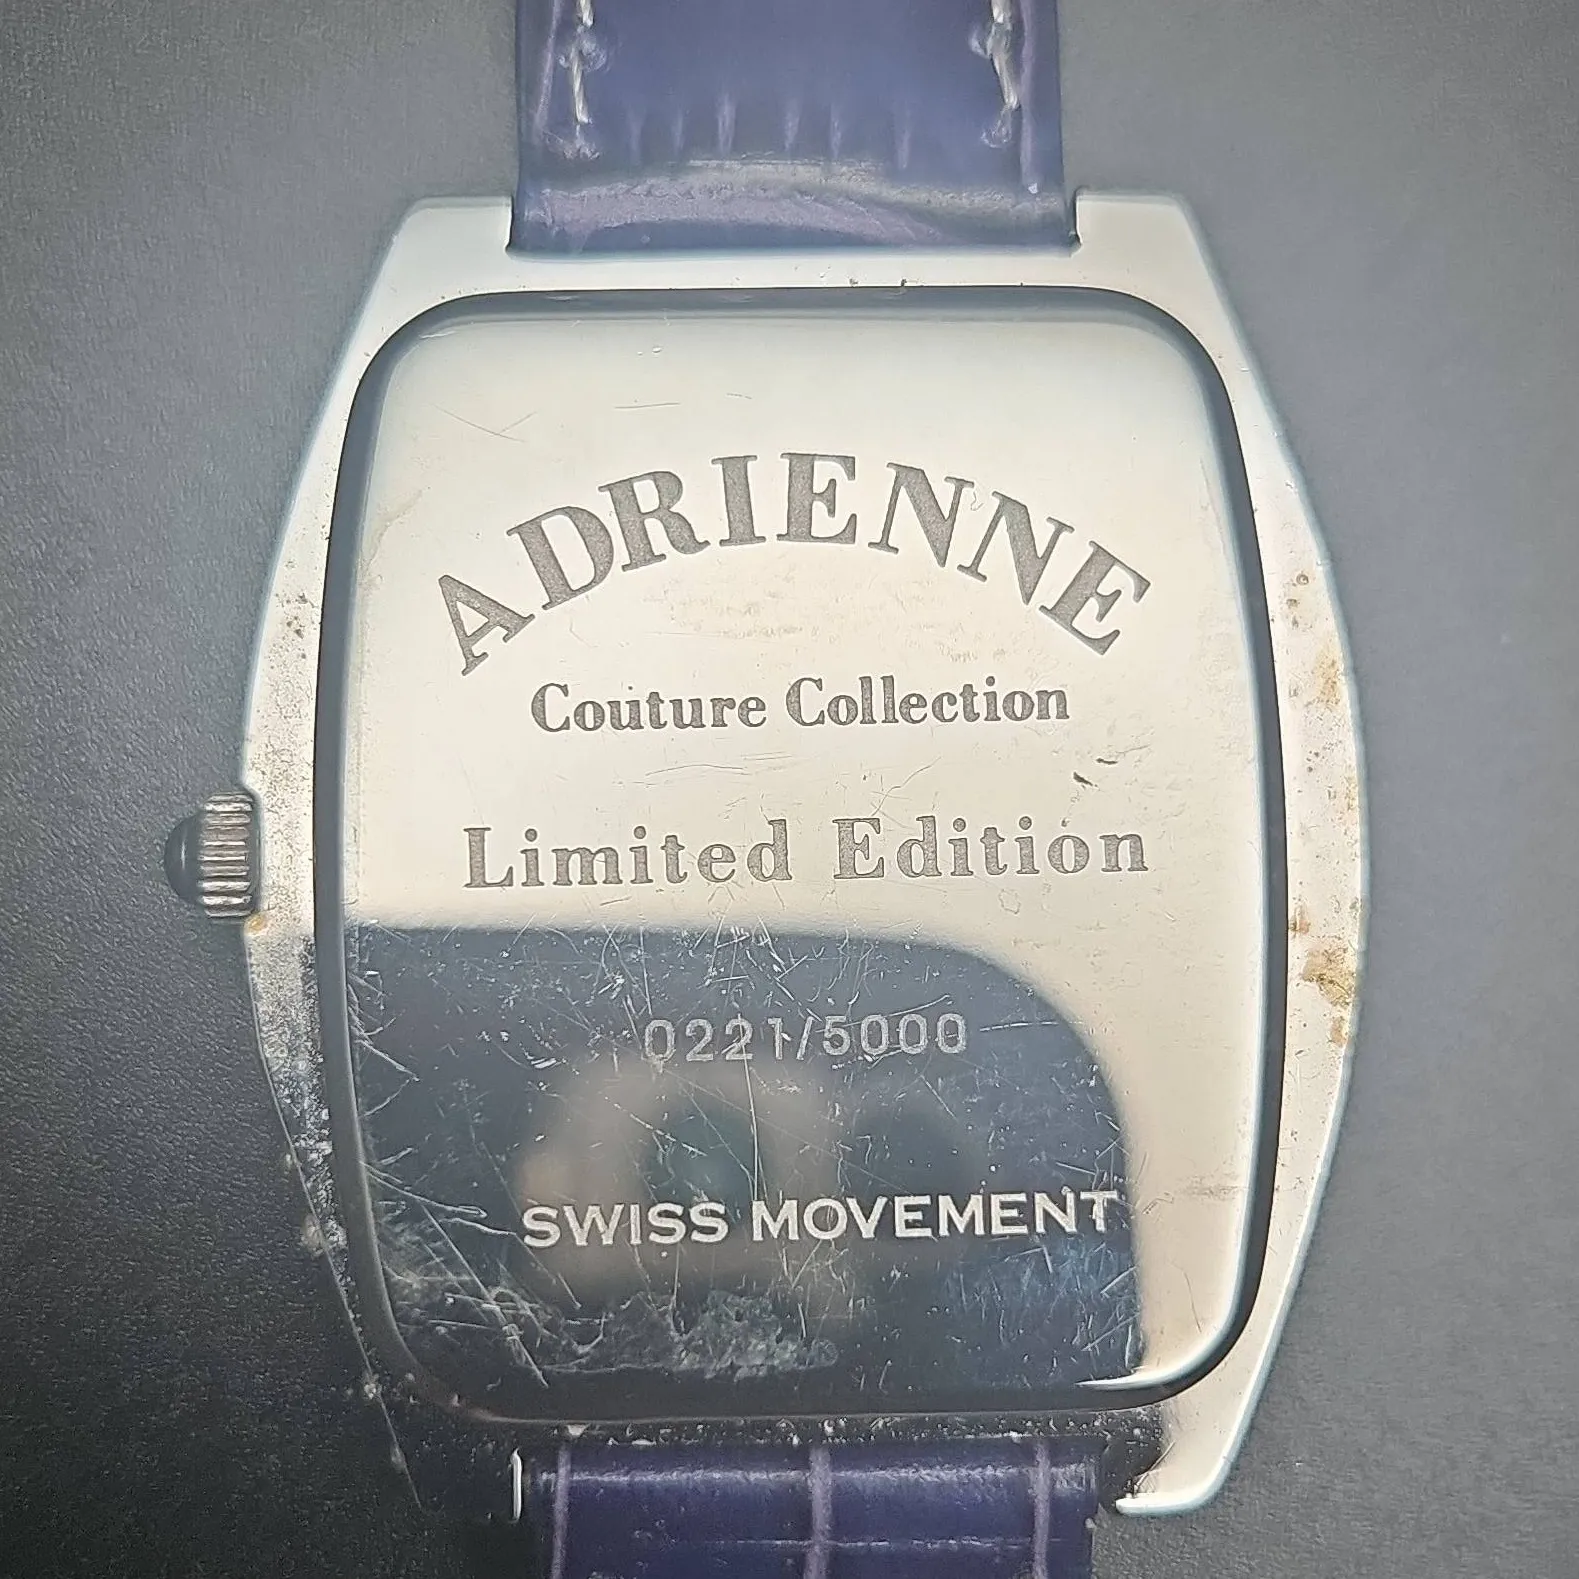 ADRIENNE
Couture Collection
Limited Edition
0221/5000
SWISS MOVEMENT